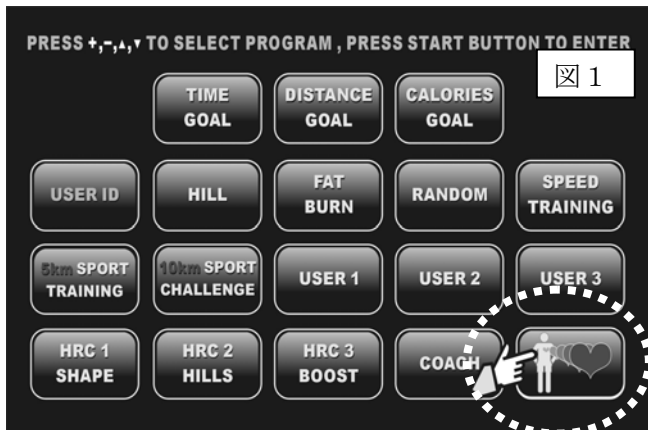 PRESS +,-,▲,▼ TO SELECT PROGRAM , PRESS START BUTTON TO ENTER
図1
TIME
GOAL
DISTANCE
GOAL
CALORIES
GOAL
USER ID
HILL
FAT
BURN
RANDOM
SPEED
TRAINING
5km SPORT
TRAINING
10km SPORT
CHALLENGE
USER 1
USER 2
USER 3
HRC 1
SHAPE
HRC 2
HILLS
HRC 3
BOOST
COACH